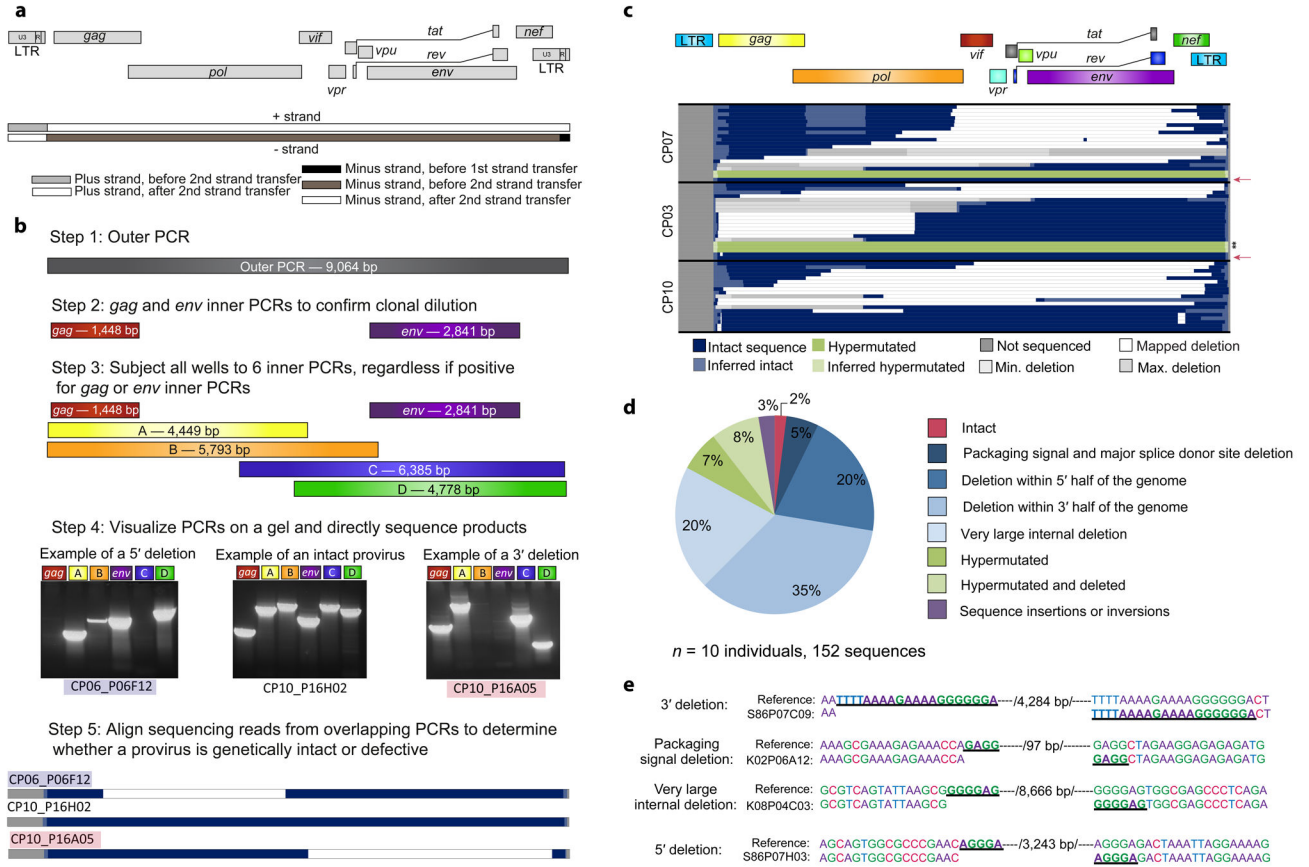 a
U3 R
LTR
gag
vif
tat
nef
vpu
rev
U3 R
LTR
pol
vpr
env
+ strand
- strand
Plus strand, before 2nd strand transfer
Plus strand, after 2nd strand transfer
Minus strand, before 1st strand transfer
Minus strand, before 2nd strand transfer
Minus strand, after 2nd strand transfer
b
Step 1: Outer PCR
Outer PCR — 9,064 bp
Step 2: gag and env inner PCRs to confirm clonal dilution
gag — 1,448 bp
env — 2,841 bp
Step 3: Subject all wells to 6 inner PCRs, regardless if positive
for gag or env inner PCRs
gag — 1,448 bp
env — 2,841 bp
A — 4,449 bp
B — 5,793 bp
C — 6,385 bp
D — 4,778 bp
Step 4: Visualize PCRs on a gel and directly sequence products
Example of a 5′ deletion
gag A B env C D
CP06_P06F12
Example of an intact provirus
gag A B env C D
CP10_P16H02
Example of a 3′ deletion
gag A B env C D
CP10_P16A05
Step 5: Align sequencing reads from overlapping PCRs to determine
whether a provirus is genetically intact or defective
CP06_P06F12
CP10_P16H02
CP10_P16A05
c
LTR
gag
vif
tat
nef
vpu
rev
LTR
pol
vpr
env
CP07
CP03
**
CP10
Intact sequence
Inferred intact
Hypermutated
Inferred hypermutated
Not sequenced
Min. deletion
Mapped deletion
Max. deletion
d
3%
2%
5%
20%
35%
20%
7%
8%
Intact
Packaging signal and major splice donor site deletion
Deletion within 5′ half of the genome
Deletion within 3′ half of the genome
Very large internal deletion
Hypermutated
Hypermutated and deleted
Sequence insertions or inversions
n = 10 individuals, 152 sequences
e
3′ deletion:
Reference: AATTTTAAAAGAAAAGGGGGGA-----/4,284 bp/-----TTTTAAAAGAAAAGGGGGGACT
S86P07C09: AA TTTTAAAAGAAAAGGGGGGACT
Packaging
signal deletion:
Reference: AAAGCGAAAGAGAAACCAGAGG-----/97 bp/-----GAGGCTAGAAGGAGAGAGATG
K02P06A12: AAAGCGAAAGAGAAACCA GAGGCTAGAAGGAGAGAGATG
Very large
internal deletion:
Reference: GCGTCAGTATTAAGCGGGGGAG-----/8,666 bp/-----GGGGAGTGGCGAGCCCTCAGA
K08P04C03: GCGTCAGTATTAAGCG GGGGAGTGGCGAGCCCTCAGA
5′ deletion:
Reference: AGCAGTGGCGCCCGAACAGGGA-----/3,243 bp/-----AGGGAGACTAAATTAGGAAAAG
S86P07H03: AGCAGTGGCGCCCGAAC AGGGAGACTAAATTAGGAAAAG